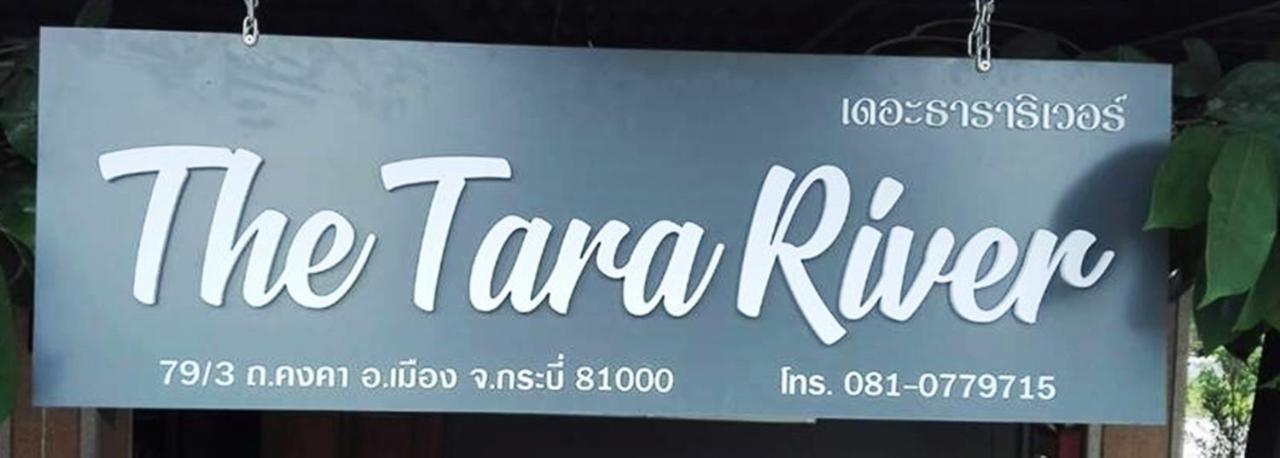 เดอะธาราริเวอร์
The Tara River
79/3 ถ.คงคา อ.เมือง จ.กระบี่ 81000 โทร. 081-0779715